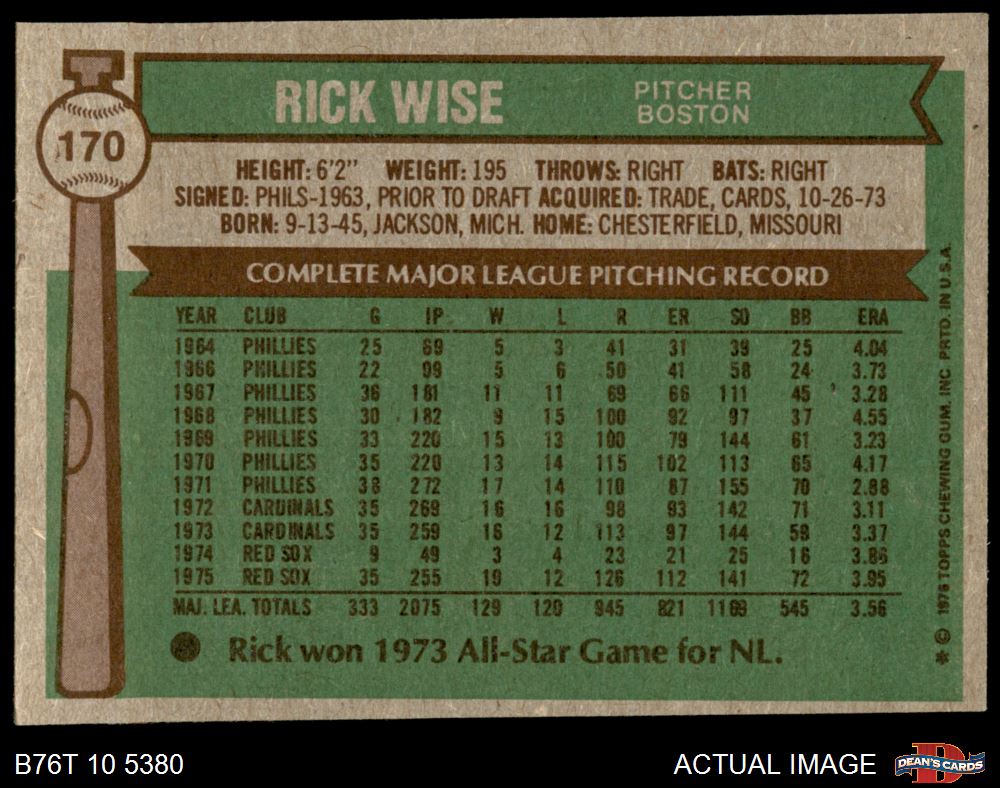 RICK WISE
PITCHER
BOSTON
170
HEIGHT: 6'2" WEIGHT: 195 THROWS: RIGHT BATS: RIGHT
SIGNED: PHILS-1963, PRIOR TO DRAFT ACQUIRED: TRADE, CARDS, 10-26-73
BORN: 9-13-45, JACKSON, MICH. HOME: CHESTERFIELD, MISSOURI
COMPLETE MAJOR LEAGUE PITCHING RECORD
YEAR CLUB G IP W L R ER SO BB ERA
1964 PHILLIES 25 69 5 3 41 31 39 25 4.04
1966 PHILLIES 22 99 5 6 50 41 58 24 3.73
1967 PHILLIES 36 181 11 11 69 66 111 45 3.28
1968 PHILLIES 30 182 9 15 100 92 97 37 4.55
1969 PHILLIES 33 220 15 13 100 79 144 61 3.23
1970 PHILLIES 35 220 13 14 115 102 113 65 4.17
1971 PHILLIES 38 272 17 14 110 87 155 70 2.88
1972 CARDINALS 35 269 16 16 98 93 142 71 3.11
1973 CARDINALS 35 259 16 12 113 97 144 59 3.37
1974 RED SOX 9 49 3 4 23 21 25 16 3.86
1975 RED SOX 35 255 19 12 126 112 141 72 3.95
MAJ. LEA. TOTALS 333 2075 129 120 945 821 1169 545 3.56
Rick won 1973 All-Star Game for NL.
* © 1976 TOPPS CHEWING GUM, INC. PRTD. IN U.S.A.
B76T 10 5380
ACTUAL IMAGE
D
DEAN'S CARDS